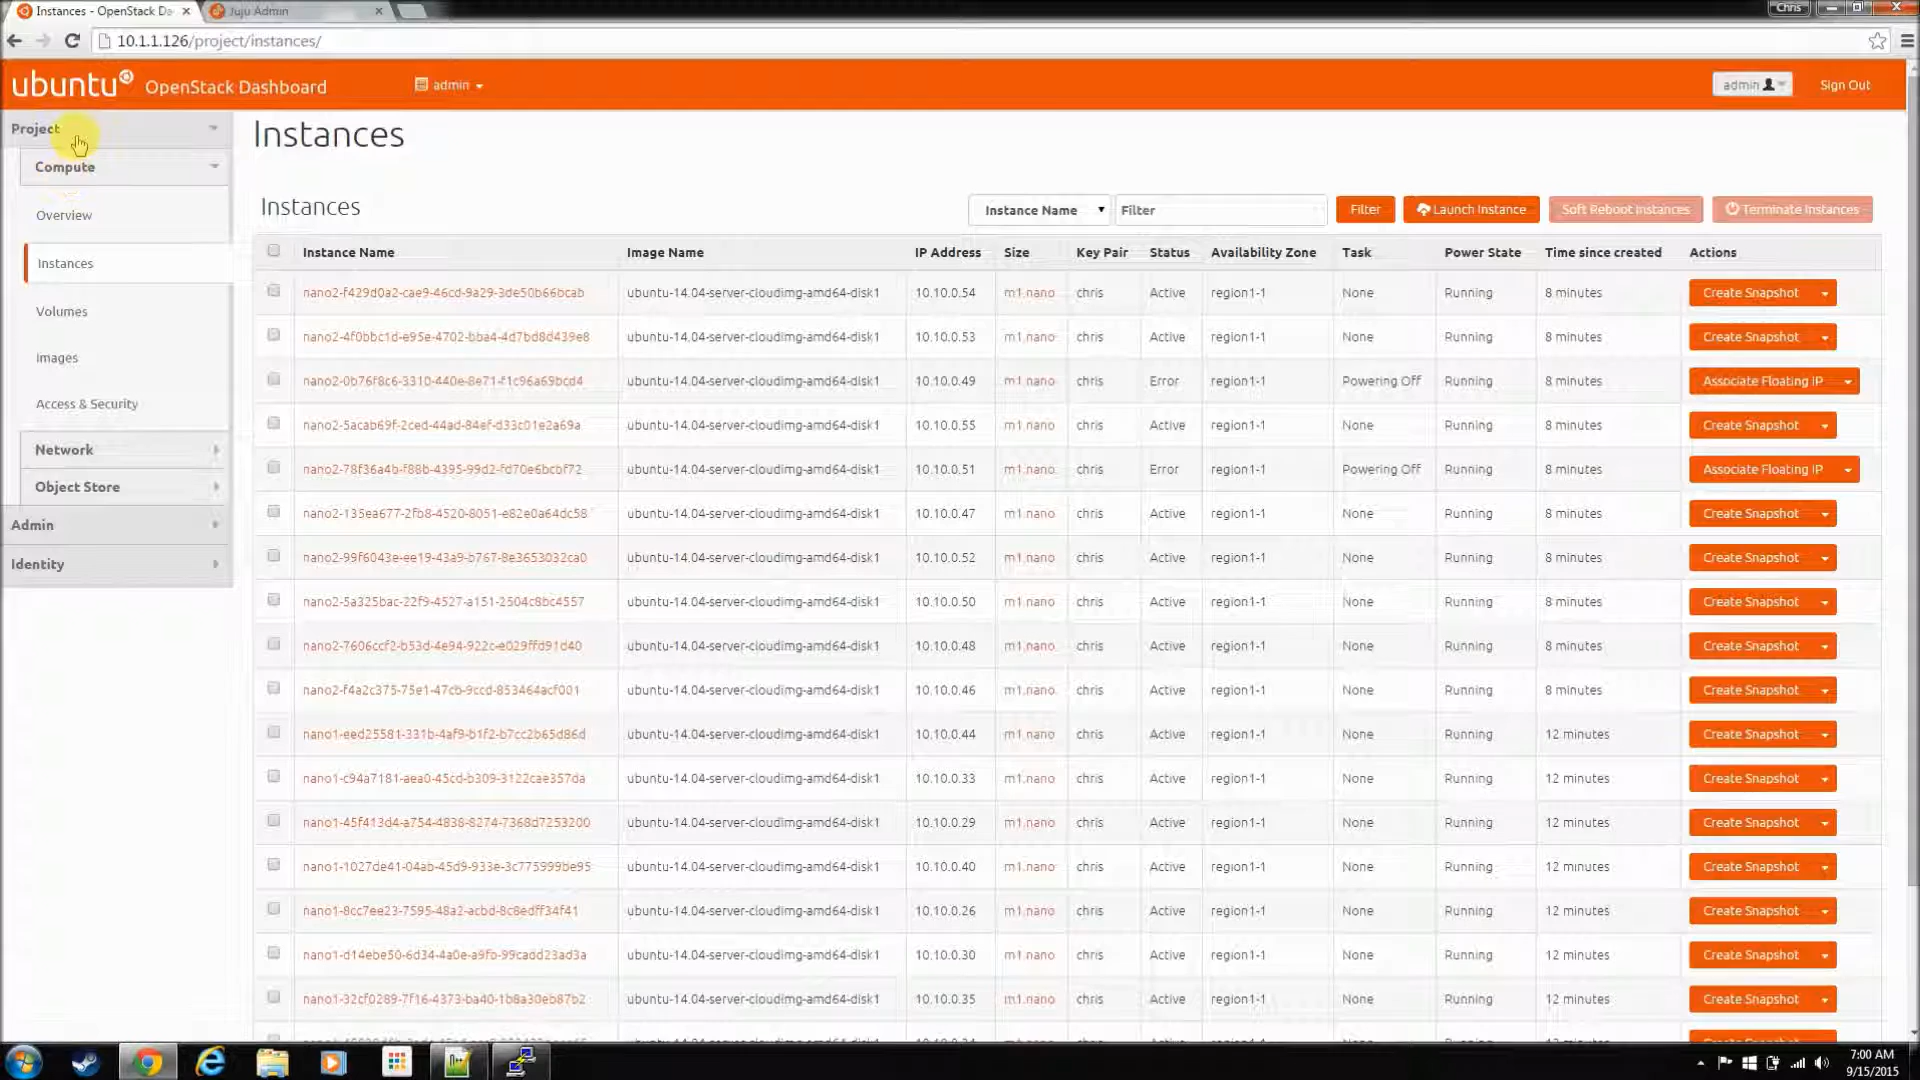 Instances - OpenStack Da
Juju Admin
Chris
10.1.1.126/project/instances/
ubuntu OpenStack Dashboard admin admin Sign Out
Project
Compute
Overview
Instances
Volumes
Images
Access & Security
Network
Object Store
Admin
Identity
Instances
Instances
Instance Name Filter Filter Launch Instance Soft Reboot Instances Terminate Instances
Instance Name Image Name IP Address Size Key Pair Status Availability Zone Task Power State Time since created Actions
nano2-f429d0a2-cae9-46cd-9a29-3de50b66bcab ubuntu-14.04-server-cloudimg-amd64-disk1 10.10.0.54 m1.nano chris Active region1-1 None Running 8 minutes Create Snapshot
nano2-4f0bbc1d-e95e-4702-bba4-4d7bd8d439e8 ubuntu-14.04-server-cloudimg-amd64-disk1 10.10.0.53 m1.nano chris Active region1-1 None Running 8 minutes Create Snapshot
nano2-0b76f8c6-3310-440e-8e71-f1c96a69bcd4 ubuntu-14.04-server-cloudimg-amd64-disk1 10.10.0.49 m1.nano chris Error region1-1 Powering Off Running 8 minutes Associate Floating IP
nano2-5acab69f-2ced-44ad-84ef-d33c01e2a69a ubuntu-14.04-server-cloudimg-amd64-disk1 10.10.0.55 m1.nano chris Active region1-1 None Running 8 minutes Create Snapshot
nano2-78f36a4b-f88b-4395-99d2-fd70e6bcbf72 ubuntu-14.04-server-cloudimg-amd64-disk1 10.10.0.51 m1.nano chris Error region1-1 Powering Off Running 8 minutes Associate Floating IP
nano2-135ea677-2fb8-4520-8051-e82e0a64dc58 ubuntu-14.04-server-cloudimg-amd64-disk1 10.10.0.47 m1.nano chris Active region1-1 None Running 8 minutes Create Snapshot
nano2-99f6043e-ee19-43a9-b767-8e3653032ca0 ubuntu-14.04-server-cloudimg-amd64-disk1 10.10.0.52 m1.nano chris Active region1-1 None Running 8 minutes Create Snapshot
nano2-5a325bac-22f9-4527-a151-2504c8bc4557 ubuntu-14.04-server-cloudimg-amd64-disk1 10.10.0.50 m1.nano chris Active region1-1 None Running 8 minutes Create Snapshot
nano2-7606ccf2-b53d-4e94-922c-e029ffd91d40 ubuntu-14.04-server-cloudimg-amd64-disk1 10.10.0.48 m1.nano chris Active region1-1 None Running 8 minutes Create Snapshot
nano2-f4a2c375-75e1-47cb-9ccd-853464acf001 ubuntu-14.04-server-cloudimg-amd64-disk1 10.10.0.46 m1.nano chris Active region1-1 None Running 8 minutes Create Snapshot
nano1-eed25581-331b-4af9-b1f2-b7cc2b65d86d ubuntu-14.04-server-cloudimg-amd64-disk1 10.10.0.44 m1.nano chris Active region1-1 None Running 12 minutes Create Snapshot
nano1-c94a7181-aea0-45cd-b309-3122cae357da ubuntu-14.04-server-cloudimg-amd64-disk1 10.10.0.33 m1.nano chris Active region1-1 None Running 12 minutes Create Snapshot
nano1-45f413d4-a754-4838-8274-7368d7253200 ubuntu-14.04-server-cloudimg-amd64-disk1 10.10.0.29 m1.nano chris Active region1-1 None Running 12 minutes Create Snapshot
nano1-1027de41-04ab-45d9-933e-3c775999be95 ubuntu-14.04-server-cloudimg-amd64-disk1 10.10.0.40 m1.nano chris Active region1-1 None Running 12 minutes Create Snapshot
nano1-8cc7ee23-7595-48a2-acbd-8c8edff34f41 ubuntu-14.04-server-cloudimg-amd64-disk1 10.10.0.26 m1.nano chris Active region1-1 None Running 12 minutes Create Snapshot
nano1-d14ebe50-6d34-4a0e-a9fb-99cadd23ad3a ubuntu-14.04-server-cloudimg-amd64-disk1 10.10.0.30 m1.nano chris Active region1-1 None Running 12 minutes Create Snapshot
nano1-32cf0289-7f16-4373-ba40-1b8a30eb87b2 ubuntu-14.04-server-cloudimg-amd64-disk1 10.10.0.35 m1.nano chris Active region1-1 None Running 12 minutes Create Snapshot
7:00 AM
9/15/2015